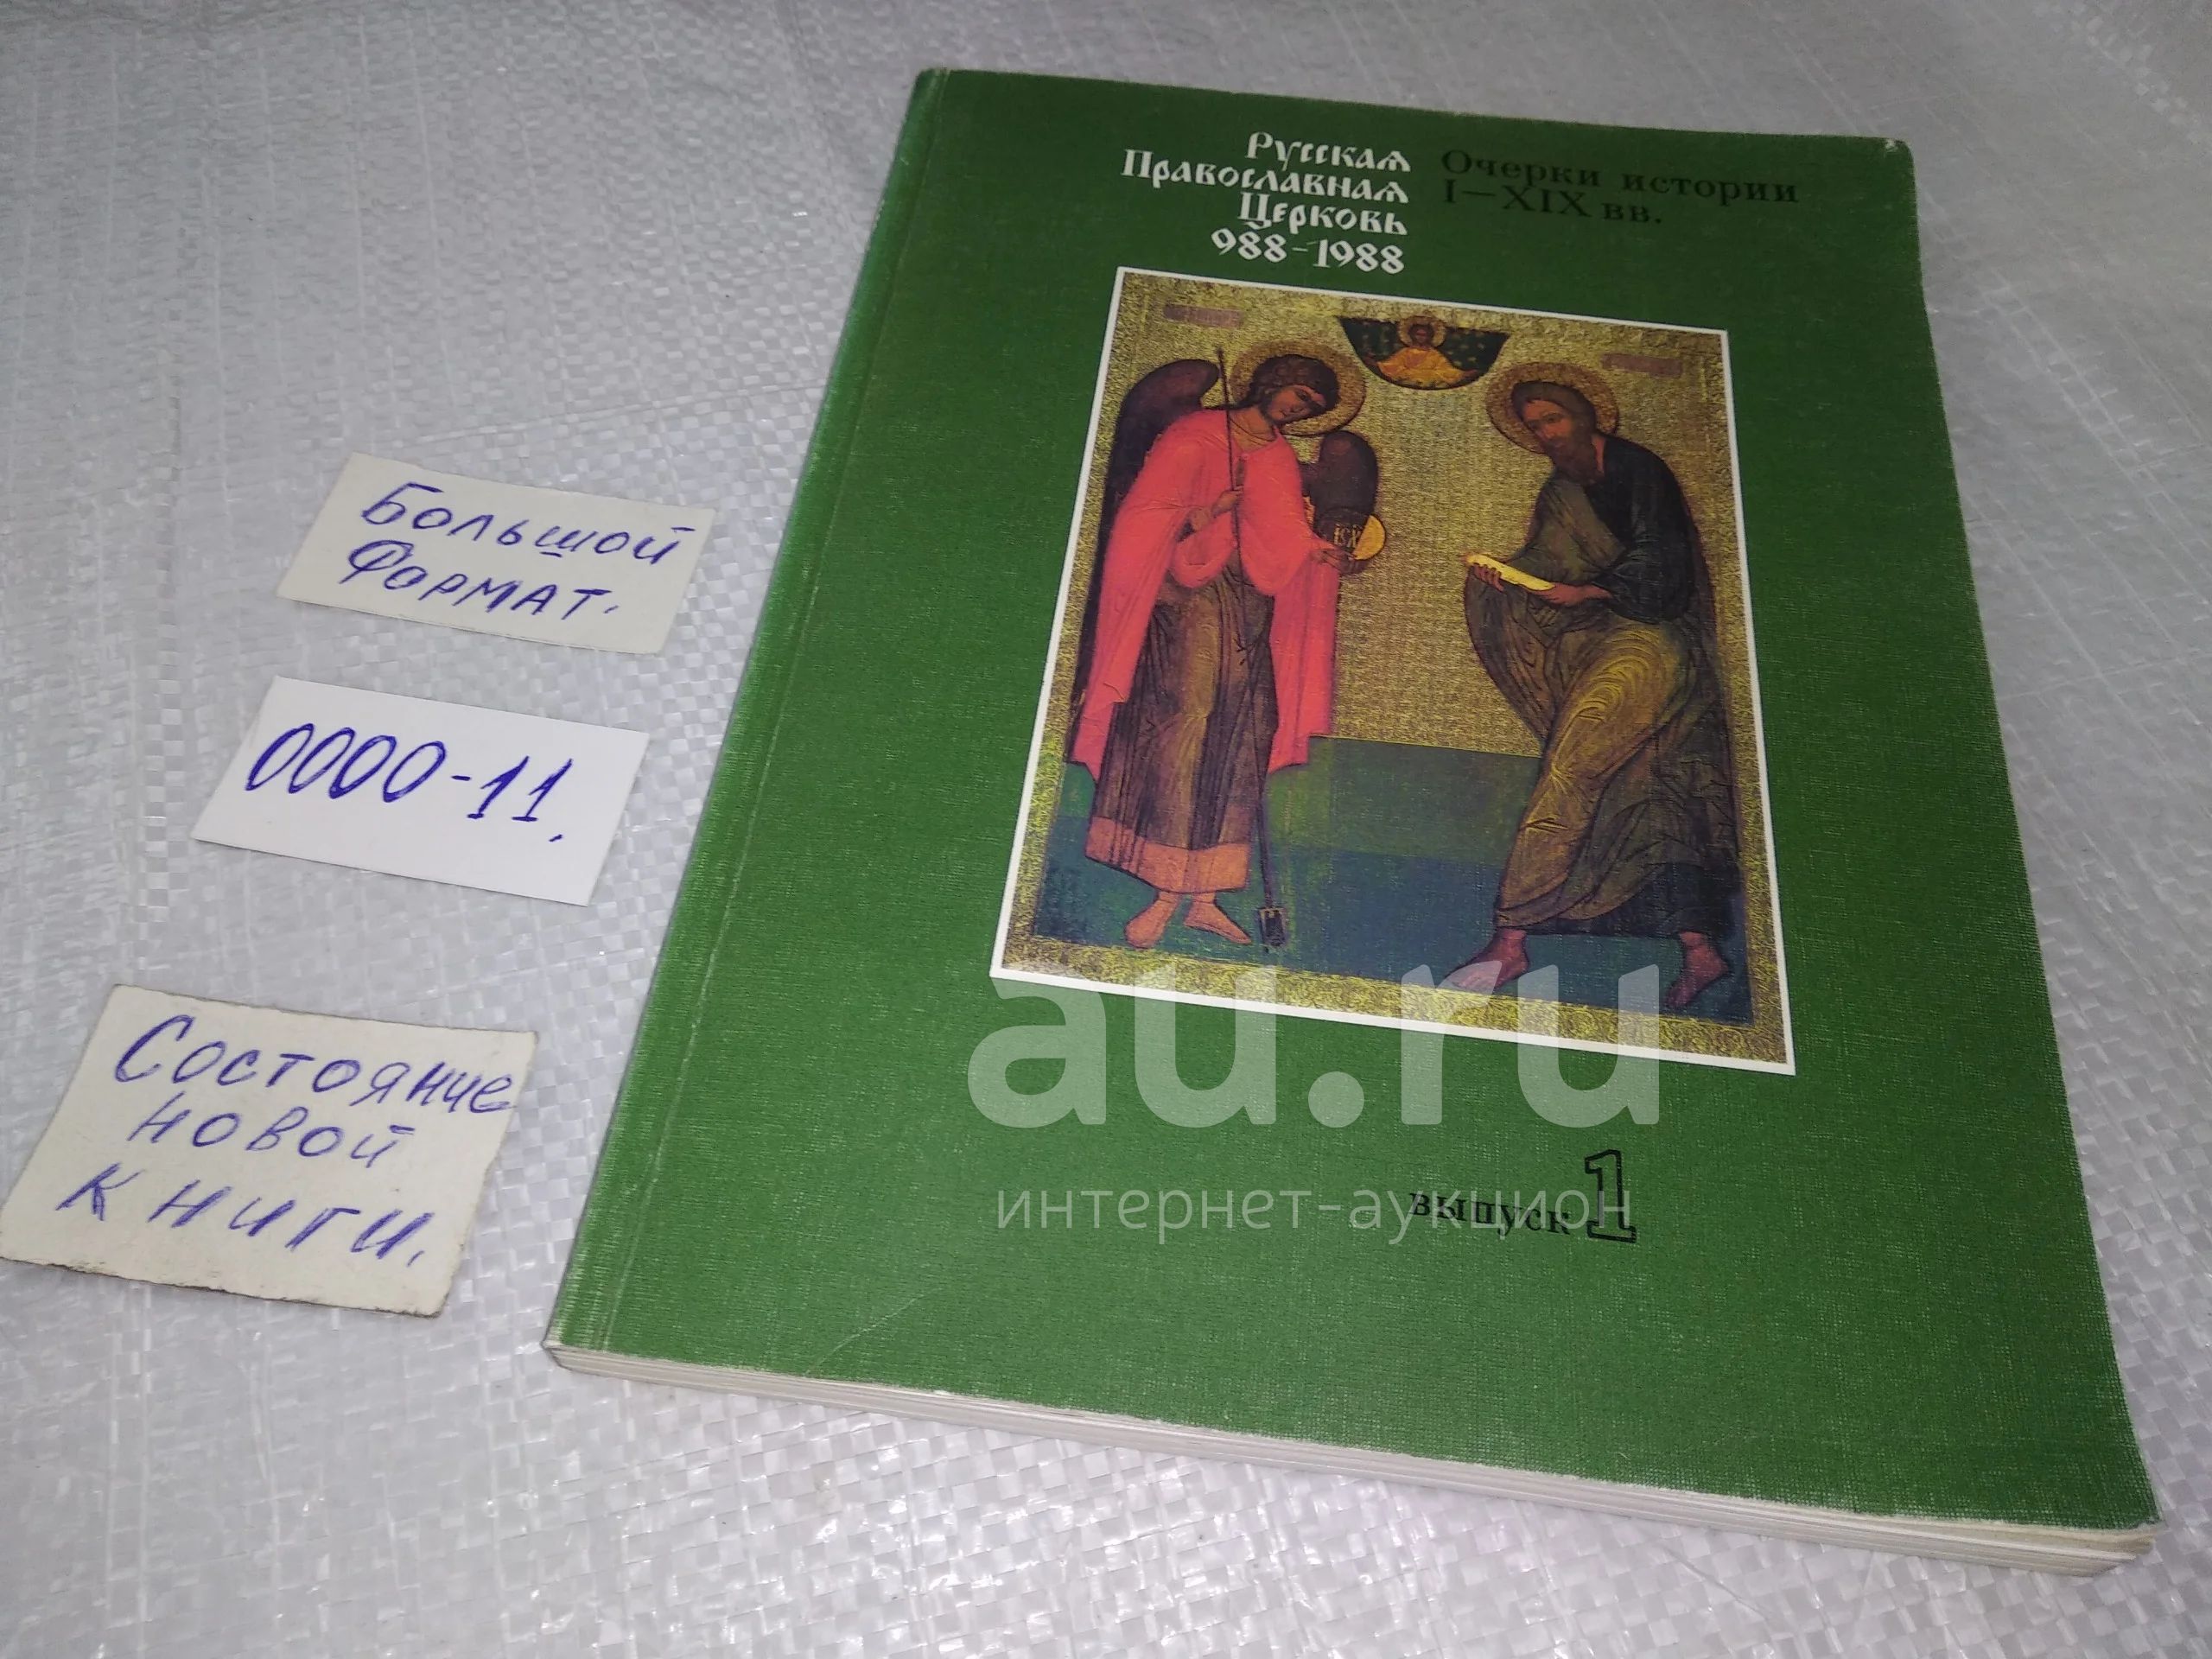 Русская
Православная
Церковь
988-1988
Очерки истории
I—XIX вв.
Большой
Формат.
0000-11.
Состояние
новой
книги.
au.ru
интернет-аукцион
выпуск 1